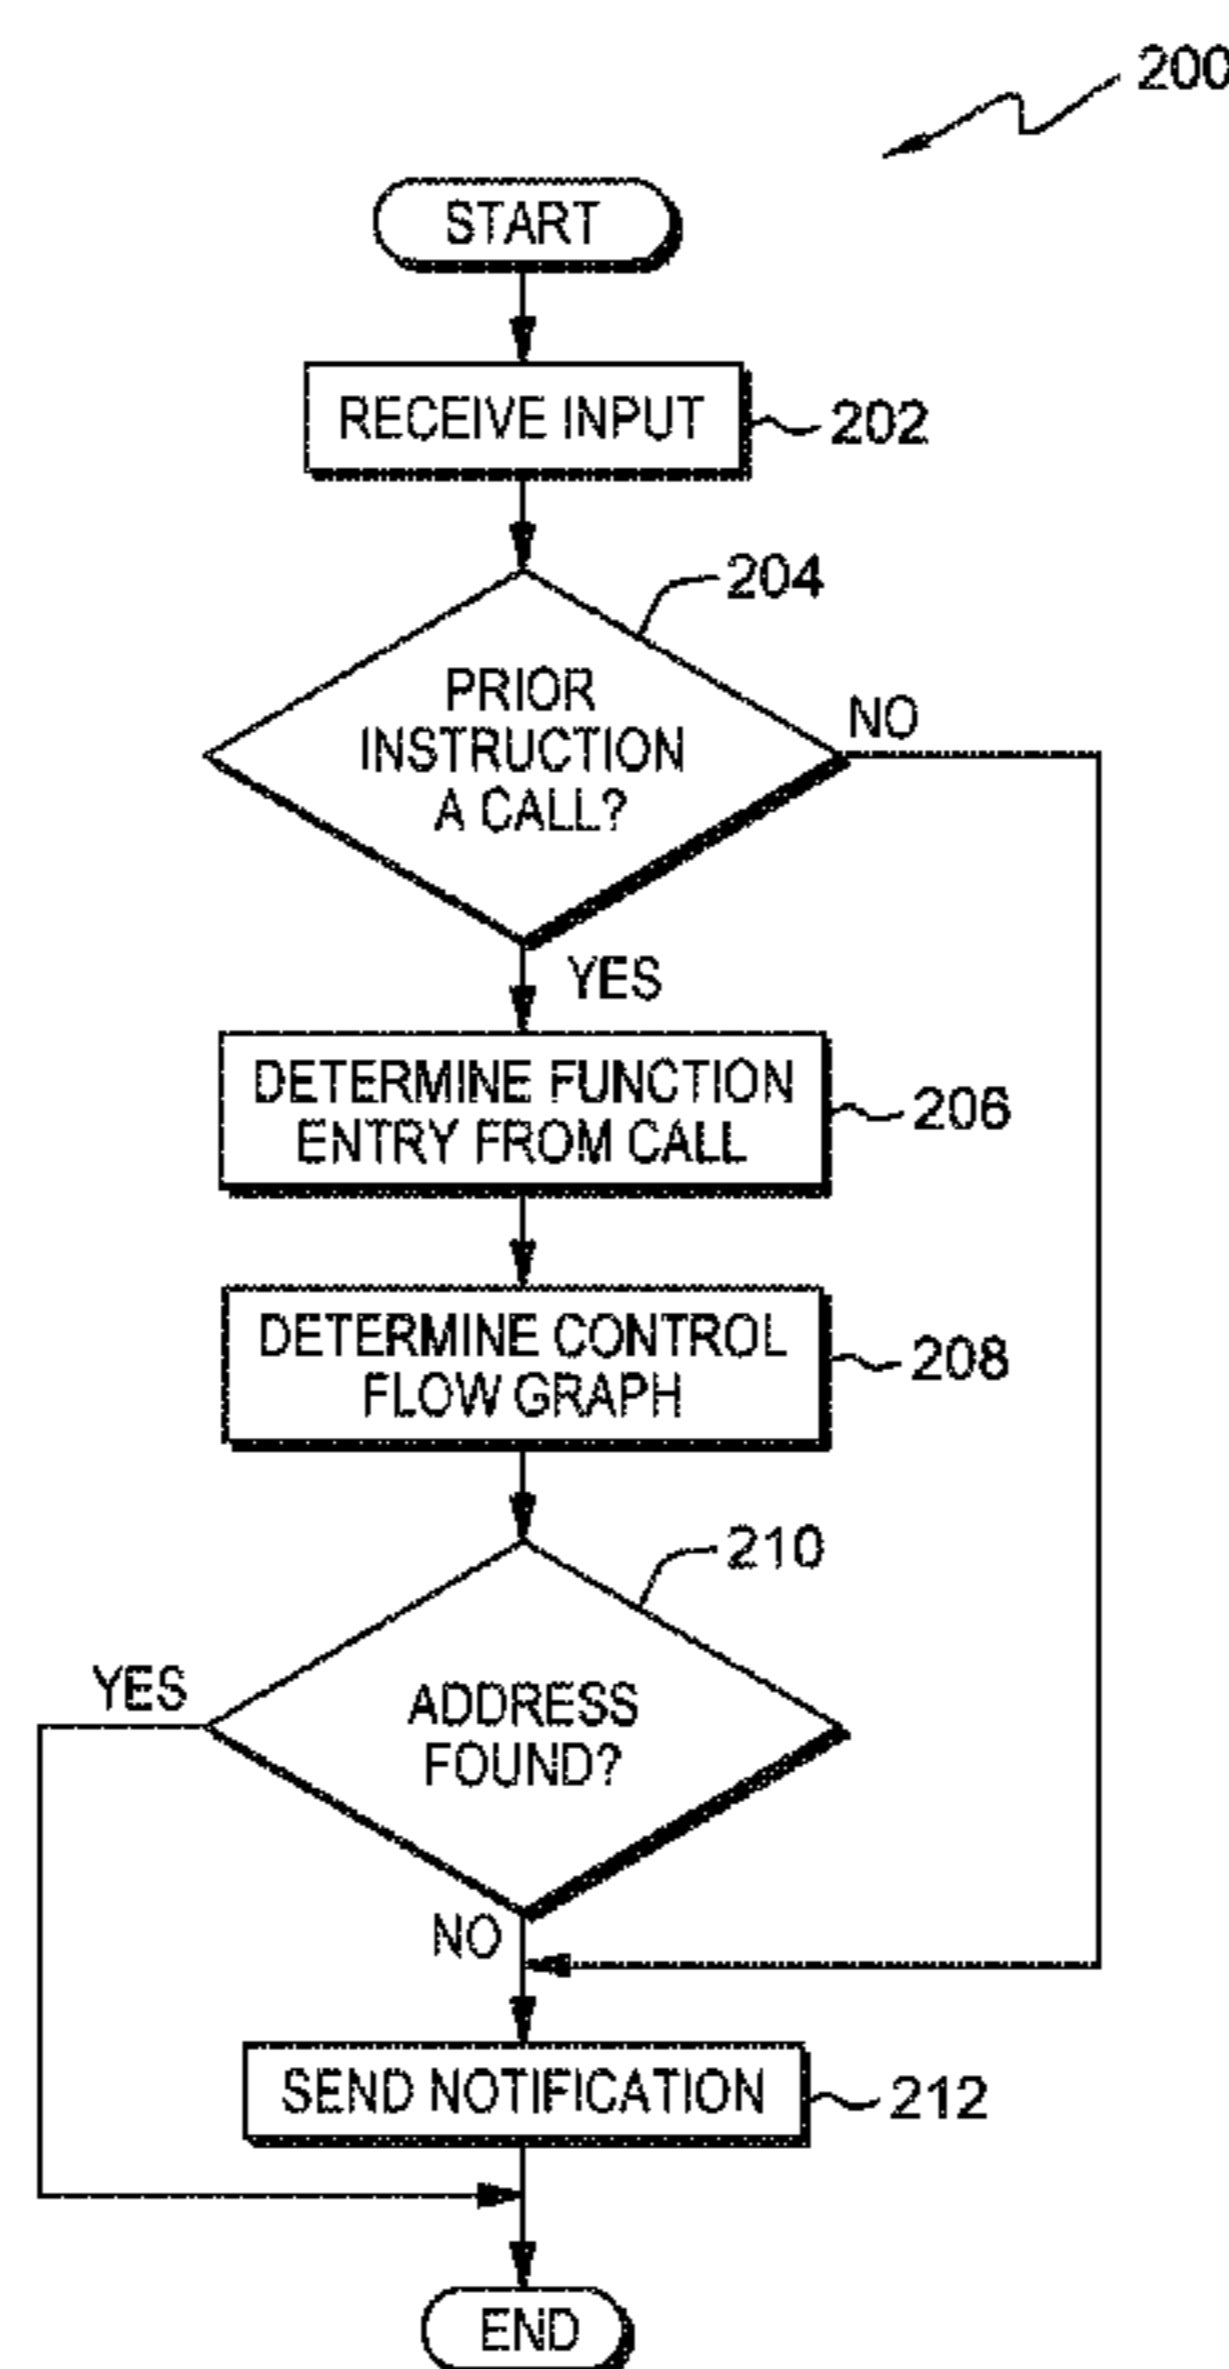 200
START
RECEIVE INPUT
202
204
PRIOR
INSTRUCTION
A CALL?
NO
YES
DETERMINE FUNCTION
ENTRY FROM CALL
206
DETERMINE CONTROL
FLOW GRAPH
208
210
YES
ADDRESS
FOUND?
NO
SEND NOTIFICATION
212
END